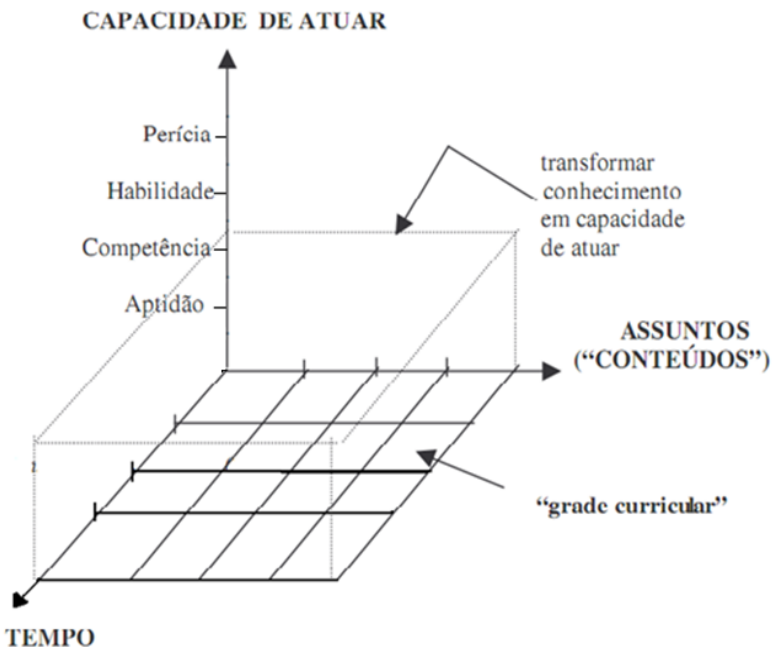 CAPACIDADE DE ATUAR
Perícia
Habilidade
Competência
Aptidão
transformar
conhecimento
em capacidade
de atuar
ASSUNTOS
(“CONTEÚDOS”)
“grade curricular”
TEMPO